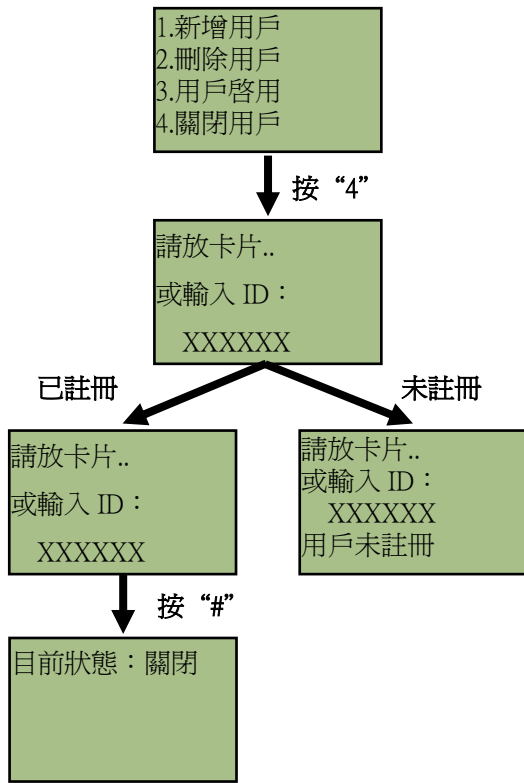 1.新增用戶
2.刪除用戶
3.用戶啓用
4.關閉用戶
按“4”
請放卡片..
或輸入 ID：
XXXXXX
已註冊
未註冊
請放卡片..
或輸入 ID：
XXXXXX
請放卡片..
或輸入 ID：
XXXXXX
用戶未註冊
按“#”
目前狀態：關閉